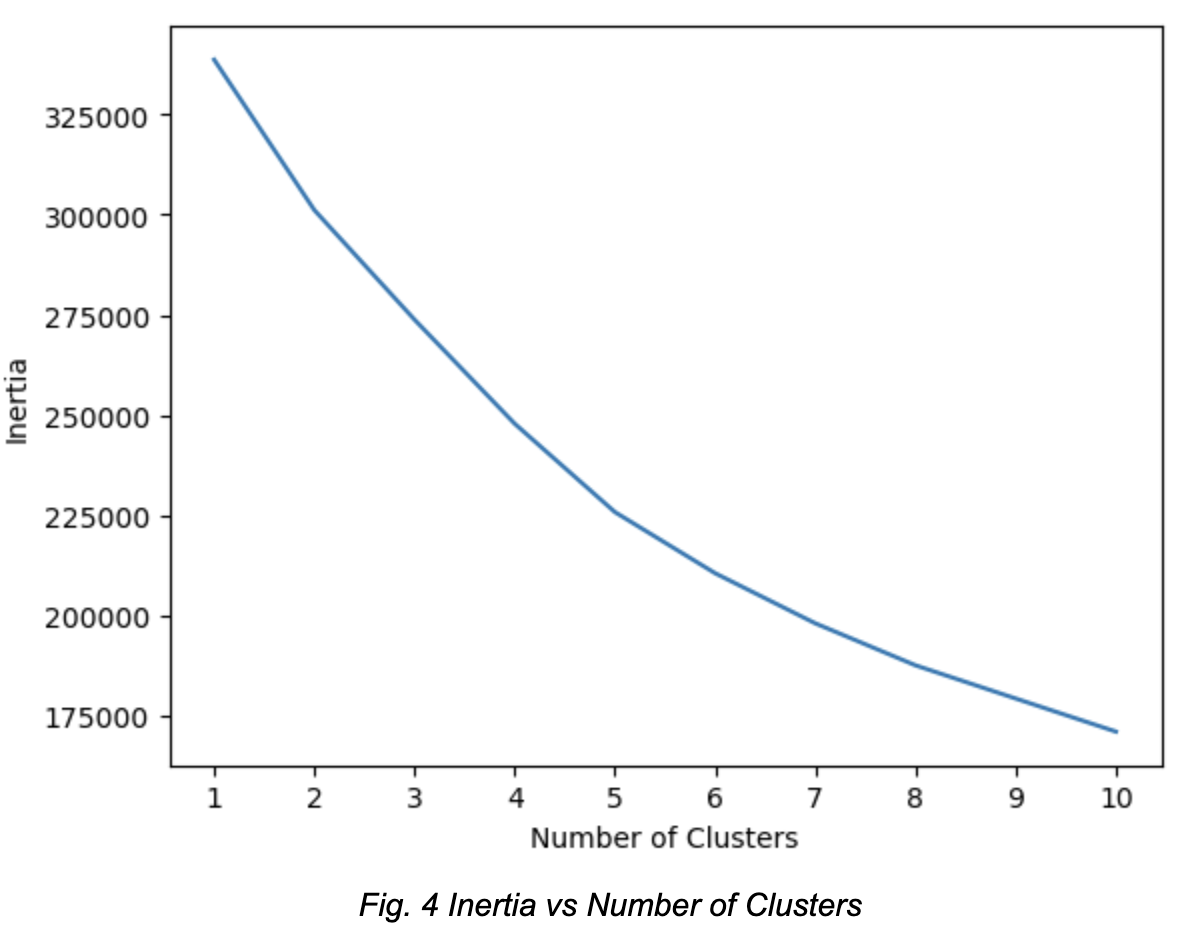 325000
300000
275000
250000
225000
200000
175000
Inertia
1 2 3 4 5 6 7 8 9 10
Number of Clusters
Fig. 4 Inertia vs Number of Clusters